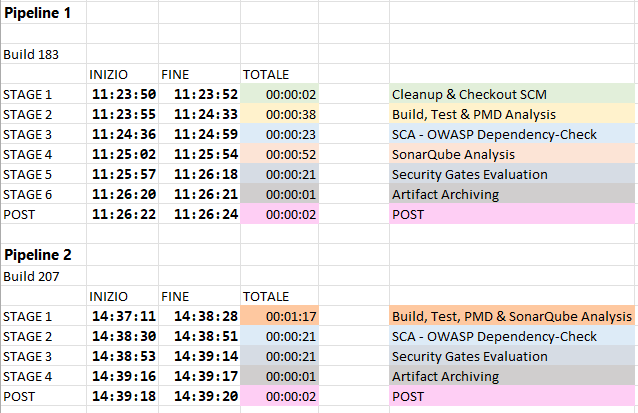 Pipeline 1
Build 183
INIZIO FINE TOTALE
STAGE 1 11:23:50 11:23:52 00:00:02 Cleanup & Checkout SCM
STAGE 2 11:23:55 11:24:33 00:00:38 Build, Test & PMD Analysis
STAGE 3 11:24:36 11:24:59 00:00:23 SCA - OWASP Dependency-Check
STAGE 4 11:25:02 11:25:54 00:00:52 SonarQube Analysis
STAGE 5 11:25:57 11:26:18 00:00:21 Security Gates Evaluation
STAGE 6 11:26:20 11:26:21 00:00:01 Artifact Archiving
POST 11:26:22 11:26:24 00:00:02 POST
Pipeline 2
Build 207
INIZIO FINE TOTALE
STAGE 1 14:37:11 14:38:28 00:01:17 Build, Test, PMD & SonarQube Analysis
STAGE 2 14:38:30 14:38:51 00:00:21 SCA - OWASP Dependency-Check
STAGE 3 14:38:53 14:39:14 00:00:21 Security Gates Evaluation
STAGE 4 14:39:16 14:39:17 00:00:01 Artifact Archiving
POST 14:39:18 14:39:20 00:00:02 POST